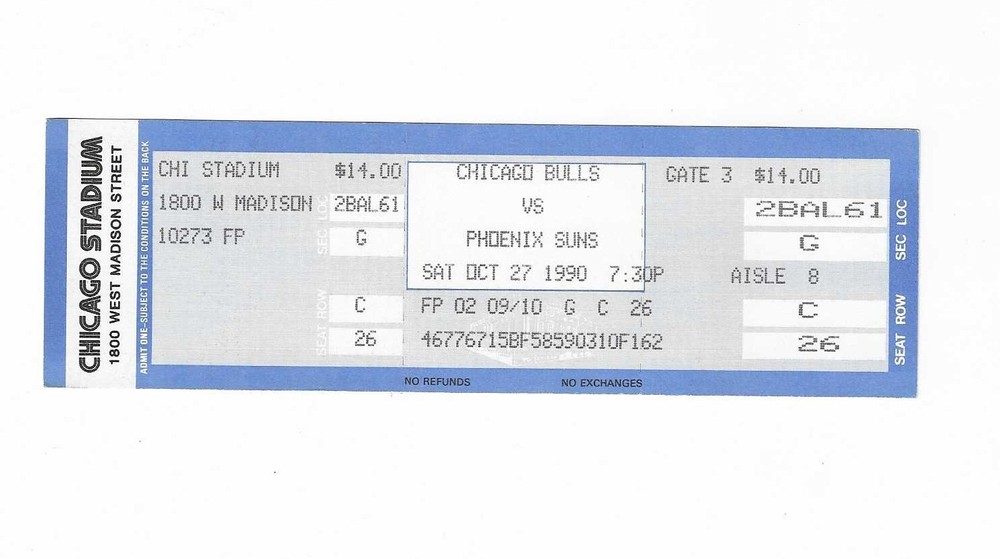 CHICAGO STADIUM
1800 WEST MADISON STREET
ADMIT ONE-SUBJECT TO THE CONDITIONS ON THE BACK
CHI STADIUM $14.00
1800 W MADISON 2BAL61
10273 FP G
C
26
SEC LOC
SEAT ROW
CHICAGO BULLS
VS
PHOENIX SUNS
SAT OCT 27 1990 7:30P
FP 02 09/10 G C 26
46776715BF58590310F162
NO REFUNDS NO EXCHANGES
GATE 3 $14.00
2BAL61
G
AISLE 8
C
26
SEC LOC
SEAT ROW